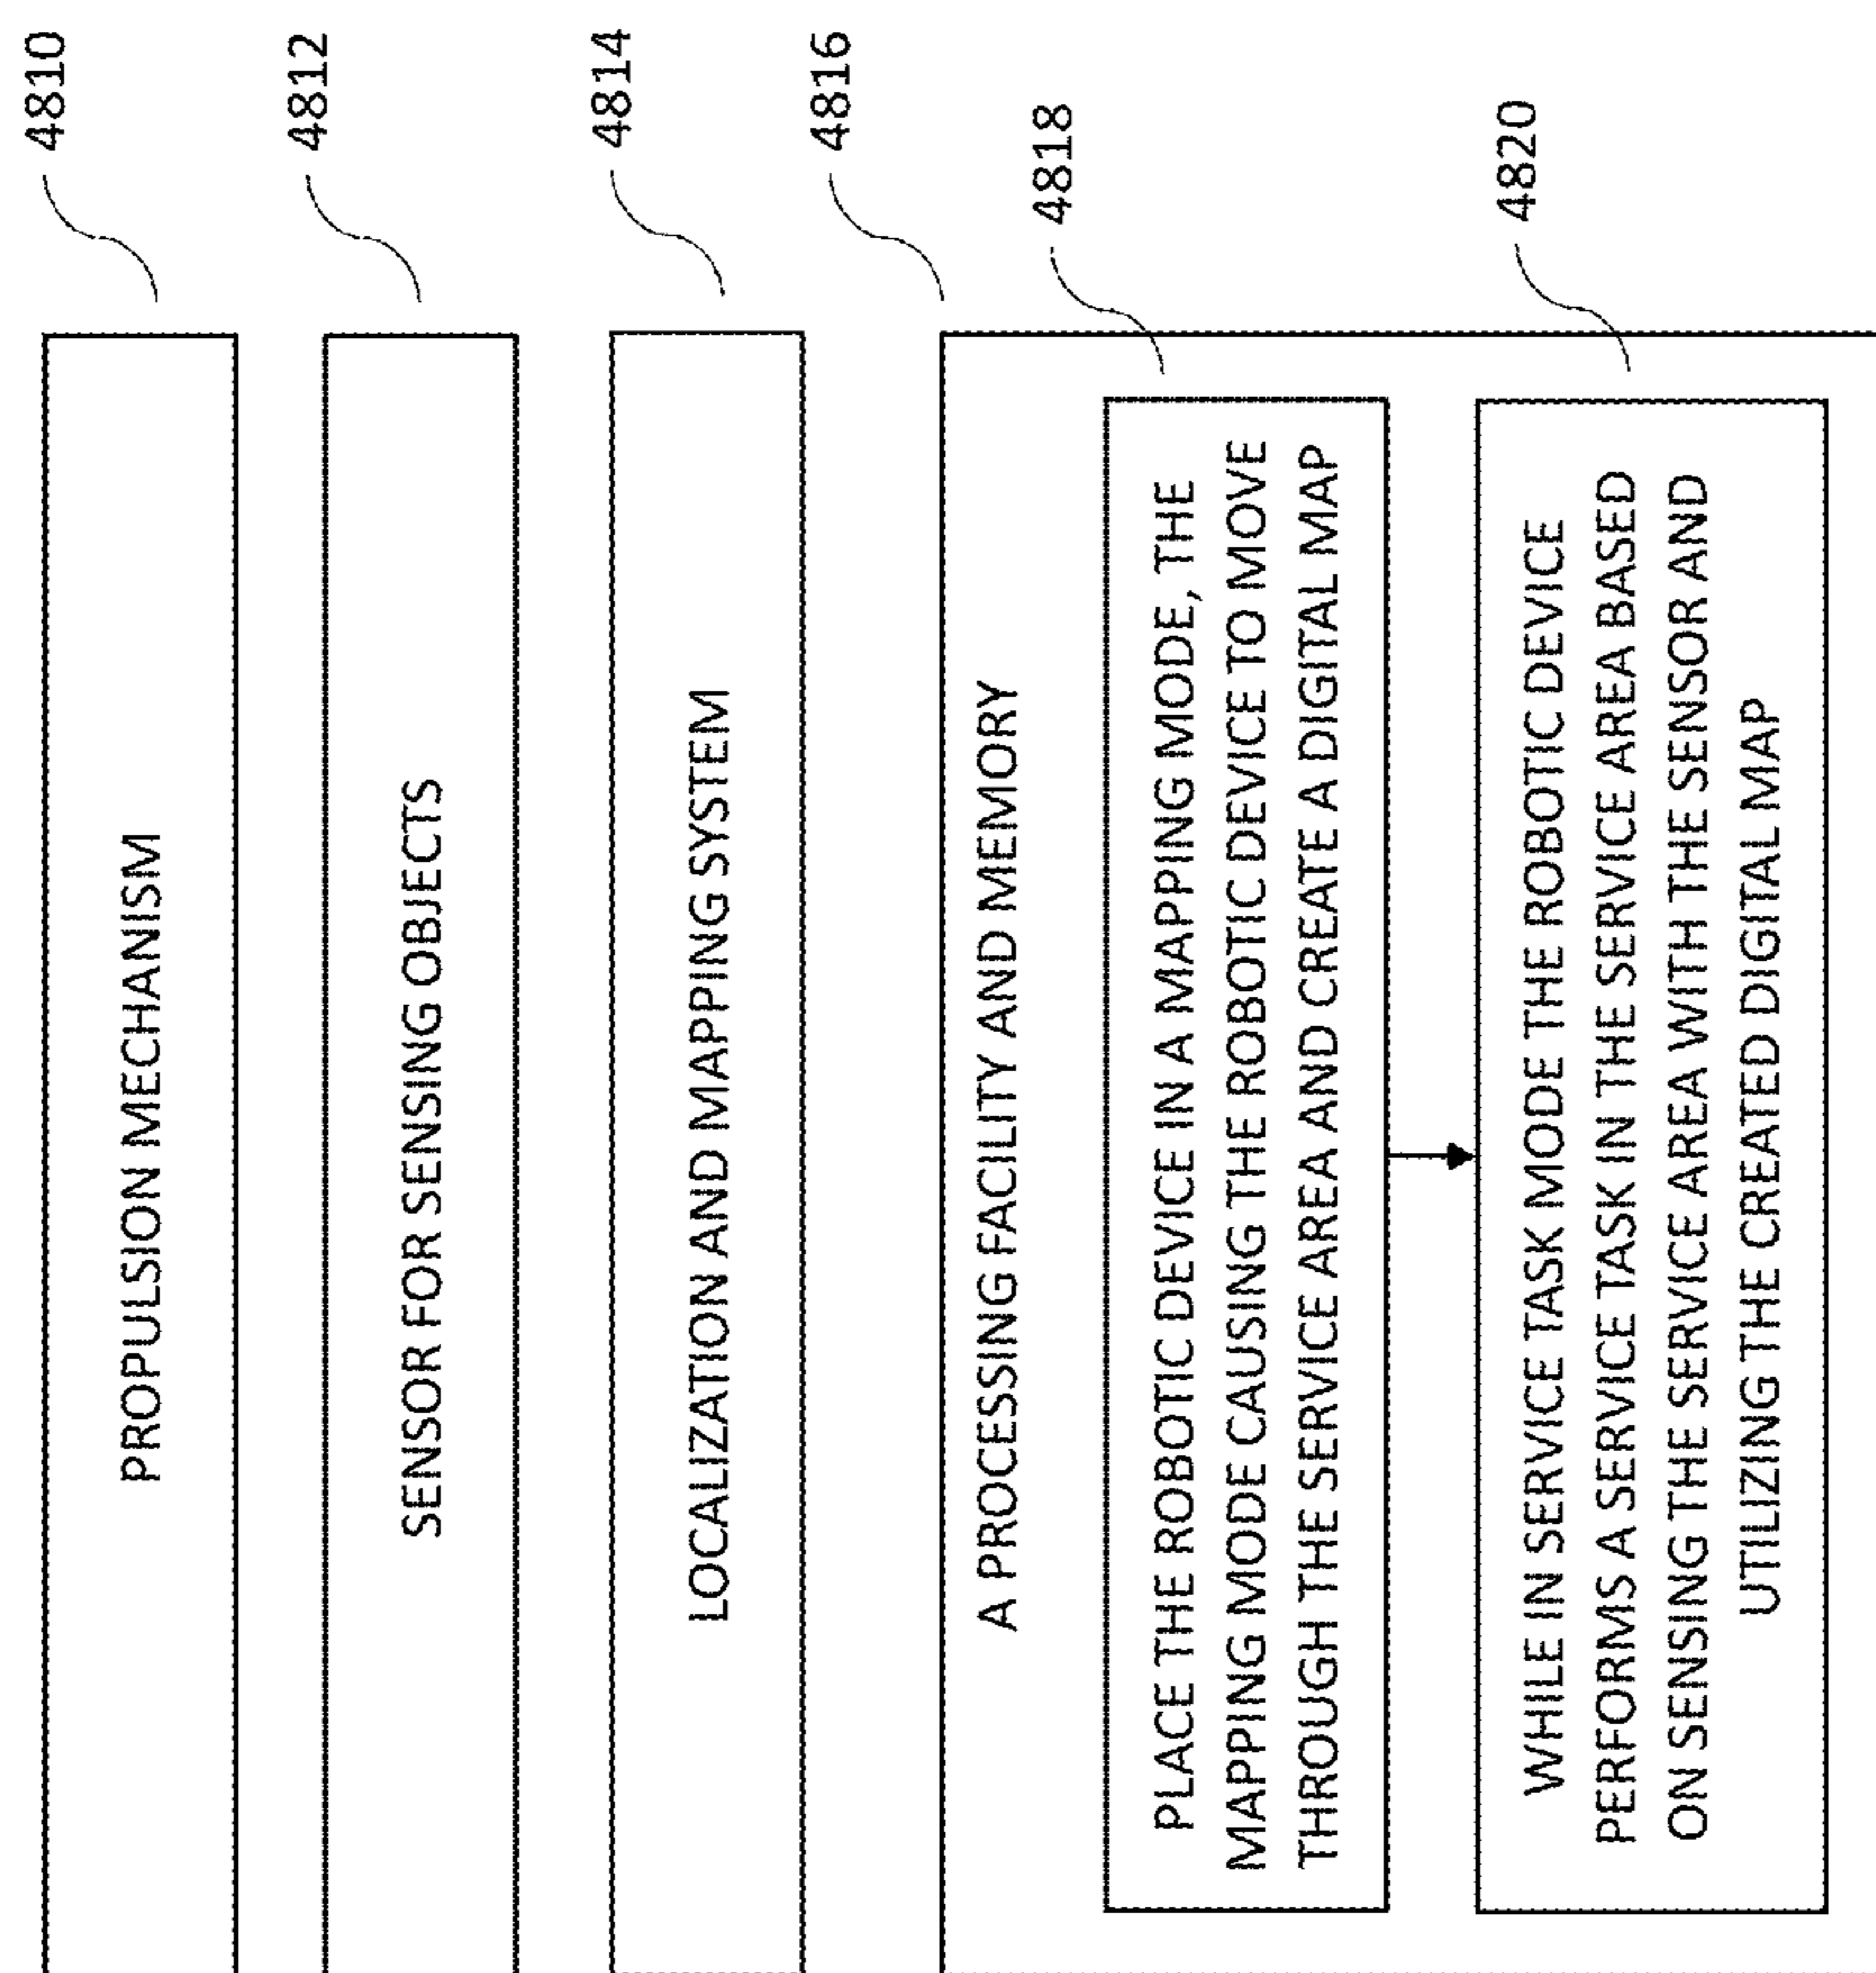 PROPULSION MECHANISM
4810
SENSOR FOR SENSING OBJECTS
4812
LOCALIZATION AND MAPPING SYSTEM
4814
A PROCESSING FACILITY AND MEMORY
4816
PLACE THE ROBOTIC DEVICE IN A MAPPING MODE, THE
MAPPING MODE CAUSING THE ROBOTIC DEVICE TO MOVE
THROUGH THE SERVICE AREA AND CREATE A DIGITAL MAP
4818
WHILE IN SERVICE TASK MODE THE ROBOTIC DEVICE
PERFORMS A SERVICE TASK IN THE SERVICE AREA BASED
ON SENSING THE SERVICE AREA WITH THE SENSOR AND
UTILIZING THE CREATED DIGITAL MAP
4820